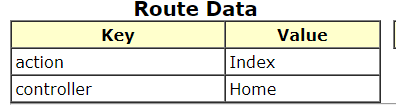 Route Data
Key Value
action Index
controller Home